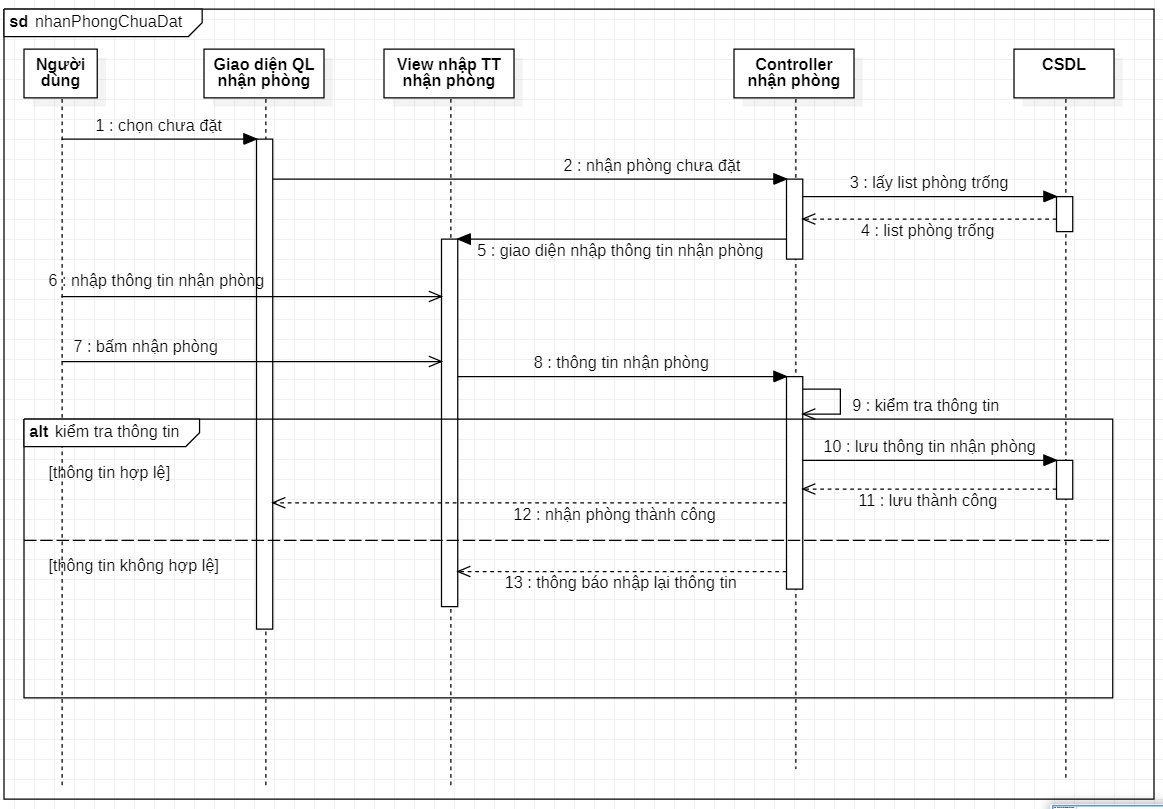 sd nhanPhongChuaDat
Người
dùng
Giao diện QL
nhận phòng
View nhập TT
nhận phòng
Controller
nhận phòng
CSDL
1 : chọn chưa đặt
2 : nhận phòng chưa đặt
3 : lấy list phòng trống
4 : list phòng trống
5 : giao diện nhập thông tin nhận phòng
6 : nhập thông tin nhận phòng
7 : bấm nhận phòng
8 : thông tin nhận phòng
9 : kiểm tra thông tin
alt kiểm tra thông tin
10 : lưu thông tin nhận phòng
[thông tin hợp lệ]
11 : lưu thành công
12 : nhận phòng thành công
[thông tin không hợp lệ]
13 : thông báo nhập lại thông tin